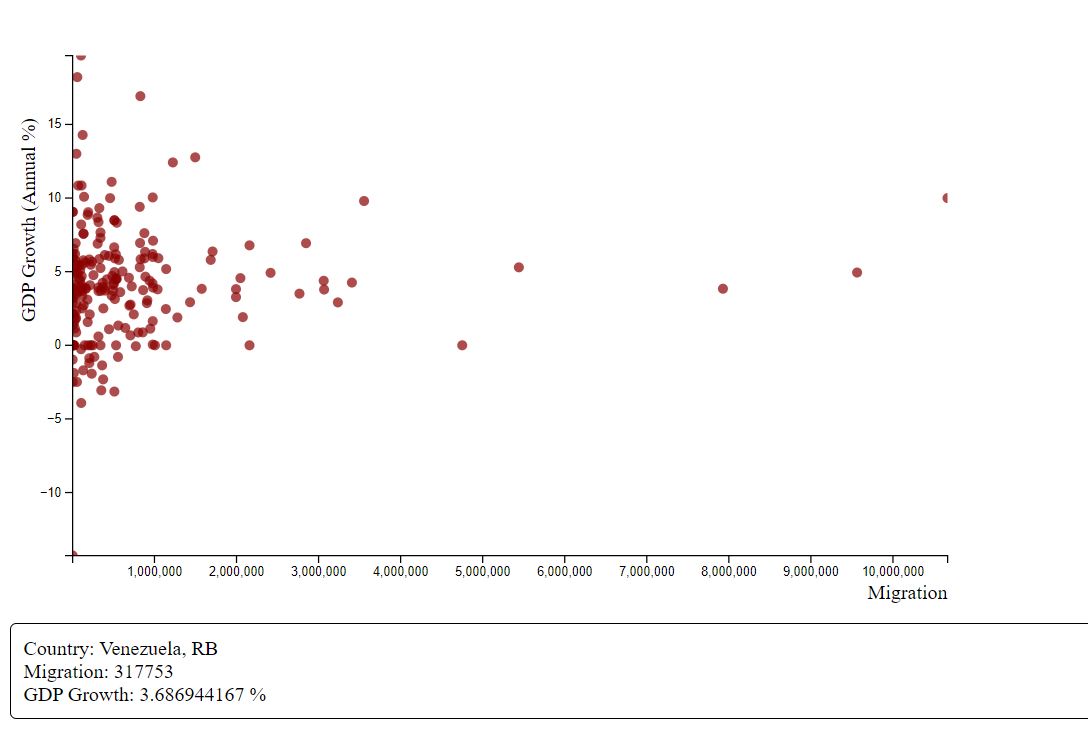 GDP Growth (Annual %)
15
10
5
0
−5
−10
1,000,000 2,000,000 3,000,000 4,000,000 5,000,000 6,000,000 7,000,000 8,000,000 9,000,000 10,000,000
Migration
Country: Venezuela, RB
Migration: 317753
GDP Growth: 3.686944167 %